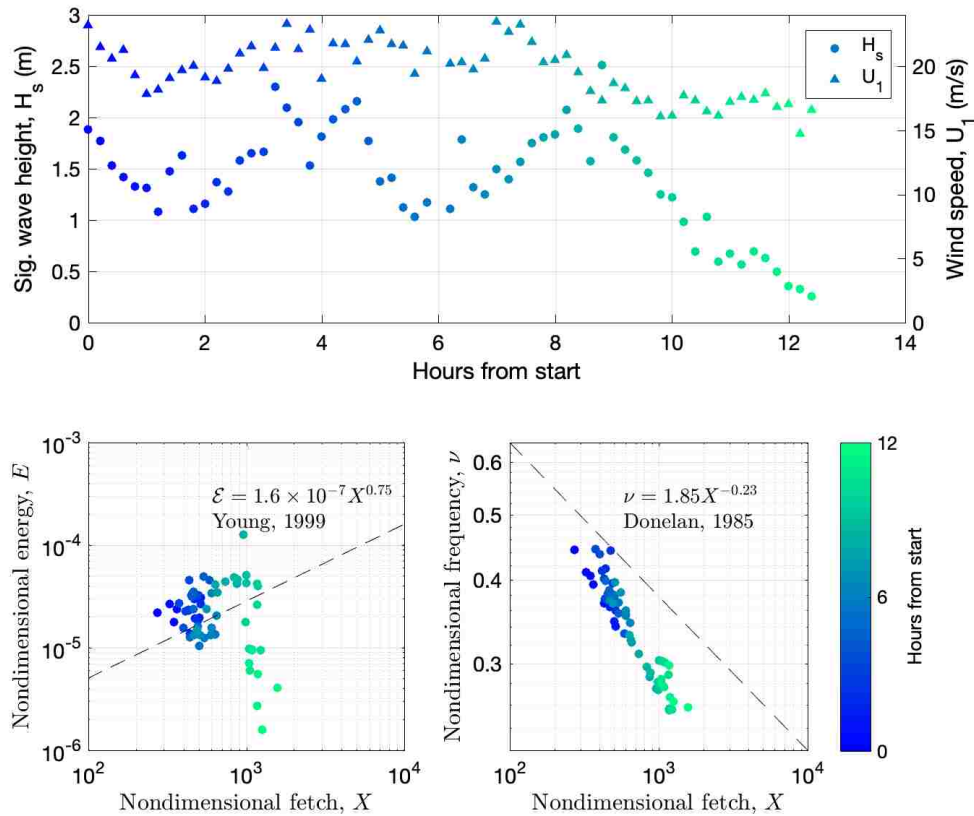 3
2.5
2
1.5
1
0.5
0
Sig. wave height, H_s (m)
20
15
10
5
0
Wind speed, U_1 (m/s)
H_s
U_1
0 2 4 6 8 10 12 14
Hours from start
10^-3
10^-4
10^-5
10^-6
Nondimensional energy, E
ℰ = 1.6 × 10^-7 X^0.75
Young, 1999
10^2 10^3 10^4
Nondimensional fetch, X
0.6
0.5
0.4
0.3
Nondimensional frequency, ν
ν = 1.85X^-0.23
Donelan, 1985
10^2 10^3 10^4
Nondimensional fetch, X
12
6
0
Hours from start